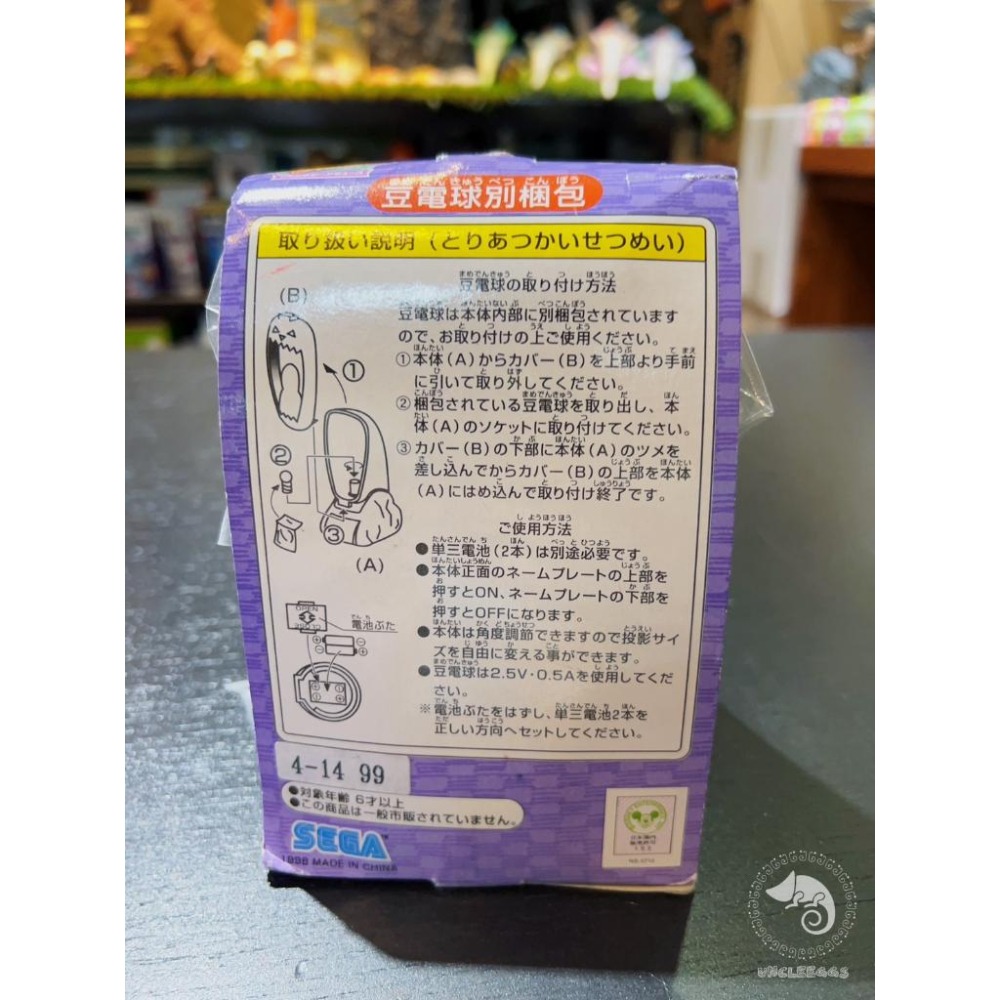 豆電球別梱包
取り扱い説明（とりあつかいせつめい）
豆電球の取り付け方法
豆電球は本体内部に別梱包されています
ので、お取り付けの上ご使用ください。
①本体(A)からカバー(B)を上部より手前
に引いて取り外してください。
②梱包されている豆電球を取り出し、本
体(A)のソケットに取り付けてください。
③カバー(B)の下部に本体(A)のツメを
差し込んでからカバー(B)の上部を本体
(A)にはめ込んで取り付け終了です。
ご使用方法
●単三電池(2本)は別途必要です。
●本体正面のネームプレートの上部を
押すとON、ネームプレートの下部を
押すとOFFになります。
●本体は角度調節できますので投影サイ
ズを自由に変える事ができます。
●豆電球は2.5V・0.5Aを使用してくだ
さい。
※電池ぶたをはずし、単三電池2本を
正しい方向へセットしてください。
(B)
①
②
③
(A)
OPEN
電池ぶた
4-14 99
●対象年齢 6才以上
●この商品は一般市販されていません。
SEGA
1998 MADE IN CHINA
UNCLEEGGS